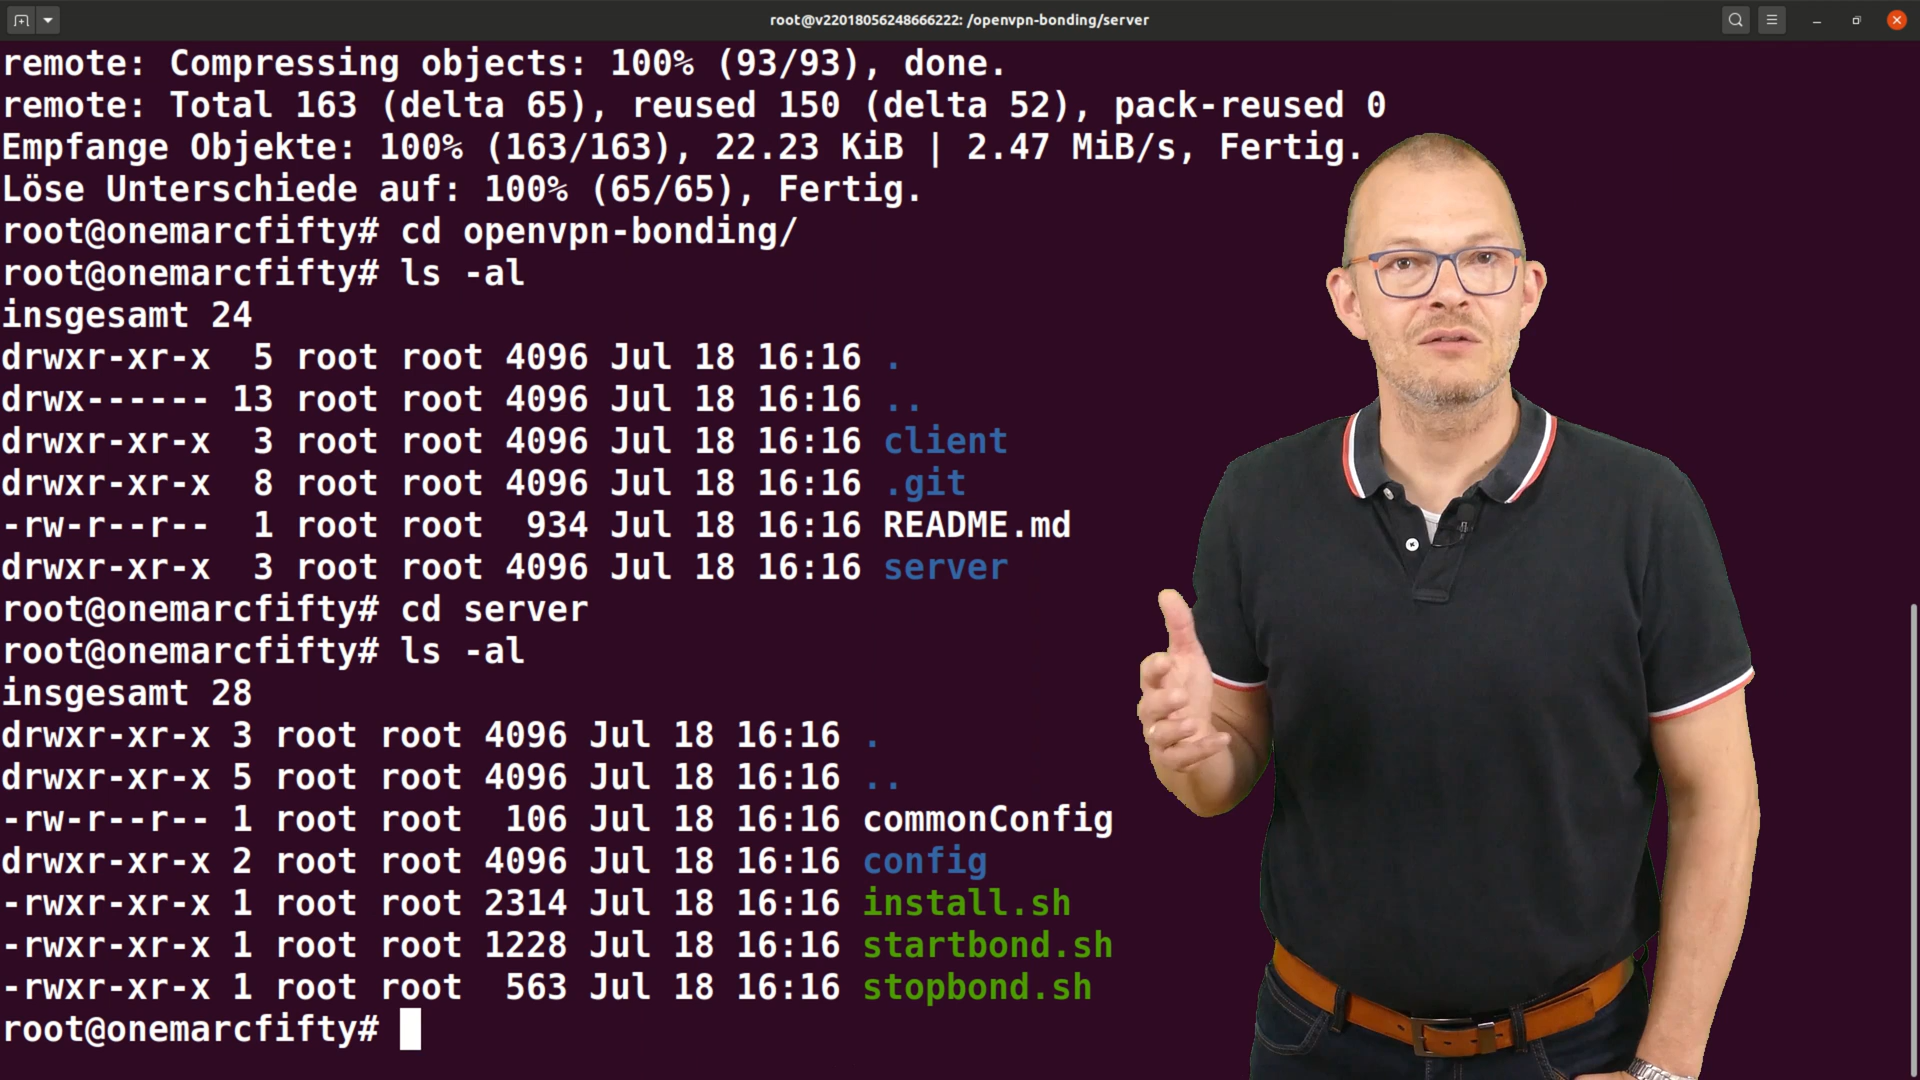 root@v22018056248666222: /openvpn-bonding/server
remote: Compressing objects: 100% (93/93), done.
remote: Total 163 (delta 65), reused 150 (delta 52), pack-reused 0
Empfange Objekte: 100% (163/163), 22.23 KiB | 2.47 MiB/s, Fertig.
Löse Unterschiede auf: 100% (65/65), Fertig.
root@onemarcfifty# cd openvpn-bonding/
root@onemarcfifty# ls -al
insgesamt 24
drwxr-xr-x  5 root root 4096 Jul 18 16:16 .
drwx------ 13 root root 4096 Jul 18 16:16 ..
drwxr-xr-x  3 root root 4096 Jul 18 16:16 client
drwxr-xr-x  8 root root 4096 Jul 18 16:16 .git
-rw-r--r--  1 root root  934 Jul 18 16:16 README.md
drwxr-xr-x  3 root root 4096 Jul 18 16:16 server
root@onemarcfifty# cd server
root@onemarcfifty# ls -al
insgesamt 28
drwxr-xr-x 3 root root 4096 Jul 18 16:16 .
drwxr-xr-x 5 root root 4096 Jul 18 16:16 ..
-rw-r--r-- 1 root root  106 Jul 18 16:16 commonConfig
drwxr-xr-x 2 root root 4096 Jul 18 16:16 config
-rwxr-xr-x 1 root root 2314 Jul 18 16:16 install.sh
-rwxr-xr-x 1 root root 1228 Jul 18 16:16 startbond.sh
-rwxr-xr-x 1 root root  563 Jul 18 16:16 stopbond.sh
root@onemarcfifty#